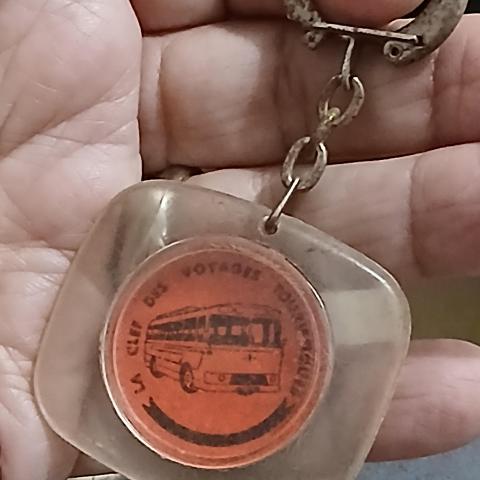 LA CLEF DES VOYAGES TOURISTIQUES